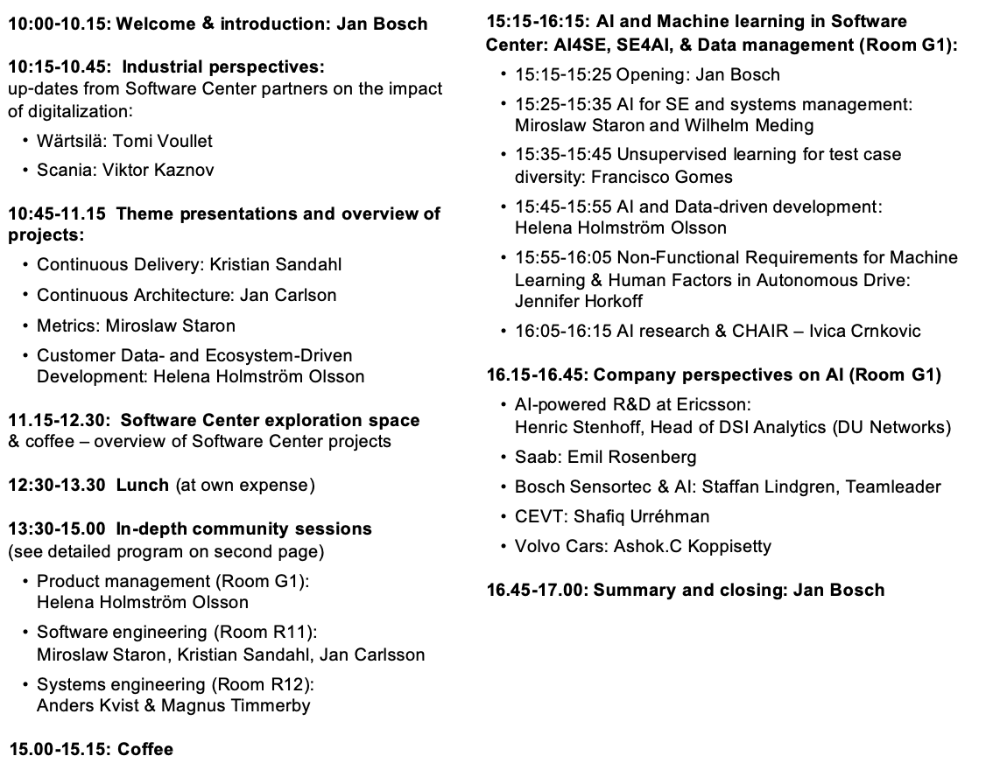 10:00-10.15: Welcome & introduction: Jan Bosch
10:15-10.45: Industrial perspectives:
up-dates from Software Center partners on the impact
of digitalization:
• Wärtsilä: Tomi Voullet
• Scania: Viktor Kaznov
10:45-11.15 Theme presentations and overview of
projects:
• Continuous Delivery: Kristian Sandahl
• Continuous Architecture: Jan Carlson
• Metrics: Miroslaw Staron
• Customer Data- and Ecosystem-Driven
Development: Helena Holmström Olsson
11.15-12.30: Software Center exploration space
& coffee – overview of Software Center projects
12:30-13.30 Lunch (at own expense)
13:30-15.00 In-depth community sessions
(see detailed program on second page)
• Product management (Room G1):
Helena Holmström Olsson
• Software engineering (Room R11):
Miroslaw Staron, Kristian Sandahl, Jan Carlsson
• Systems engineering (Room R12):
Anders Kvist & Magnus Timmerby
15.00-15.15: Coffee
15:15-16:15: AI and Machine learning in Software
Center: AI4SE, SE4AI, & Data management (Room G1):
• 15:15-15:25 Opening: Jan Bosch
• 15:25-15:35 AI for SE and systems management:
Miroslaw Staron and Wilhelm Meding
• 15:35-15:45 Unsupervised learning for test case
diversity: Francisco Gomes
• 15:45-15:55 AI and Data-driven development:
Helena Holmström Olsson
• 15:55-16:05 Non-Functional Requirements for Machine
Learning & Human Factors in Autonomous Drive:
Jennifer Horkoff
• 16:05-16:15 AI research & CHAIR – Ivica Crnkovic
16.15-16.45: Company perspectives on AI (Room G1)
• AI-powered R&D at Ericsson:
Henric Stenhoff, Head of DSI Analytics (DU Networks)
• Saab: Emil Rosenberg
• Bosch Sensortec & AI: Staffan Lindgren, Teamleader
• CEVT: Shafiq Urréhman
• Volvo Cars: Ashok.C Koppisetty
16.45-17.00: Summary and closing: Jan Bosch